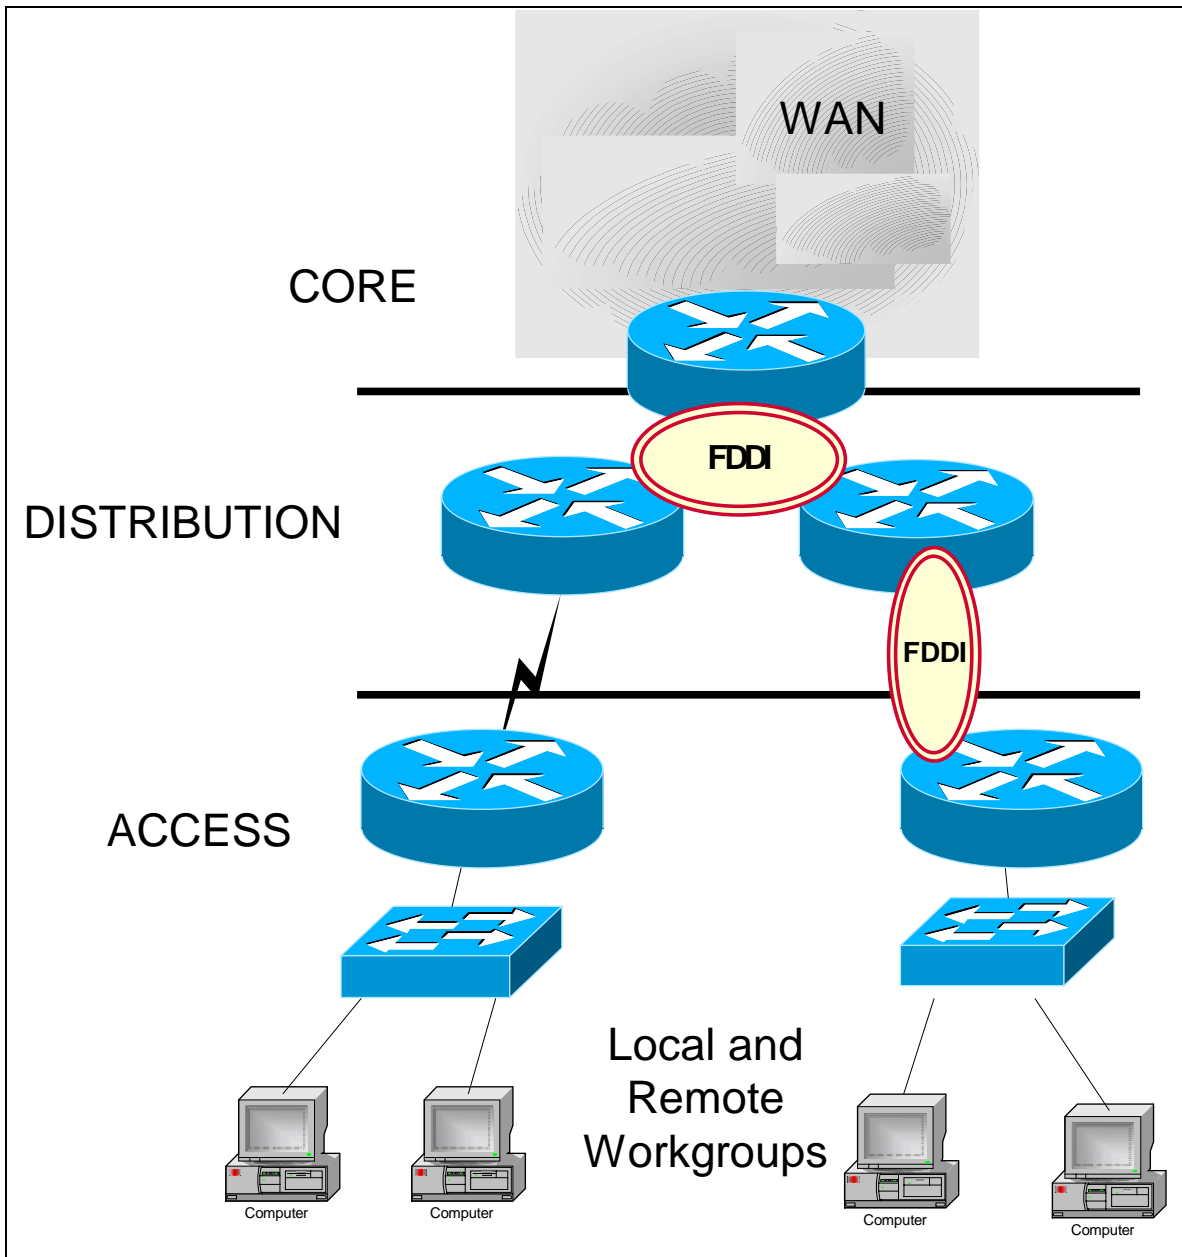 WAN
CORE
FDDI
DISTRIBUTION
FDDI
ACCESS
Local and
Remote
Workgroups
Computer
Computer
Computer
Computer